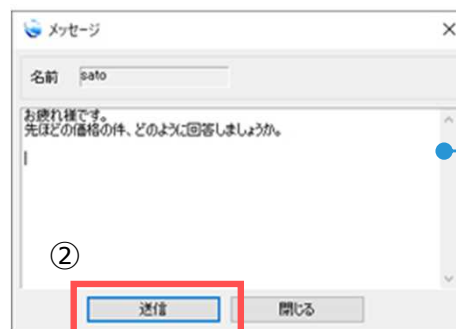 メッセージ
名前 sato
お疲れ様です。
先ほどの価格の件、どのように回答しましょうか。
②
送信 閉じる